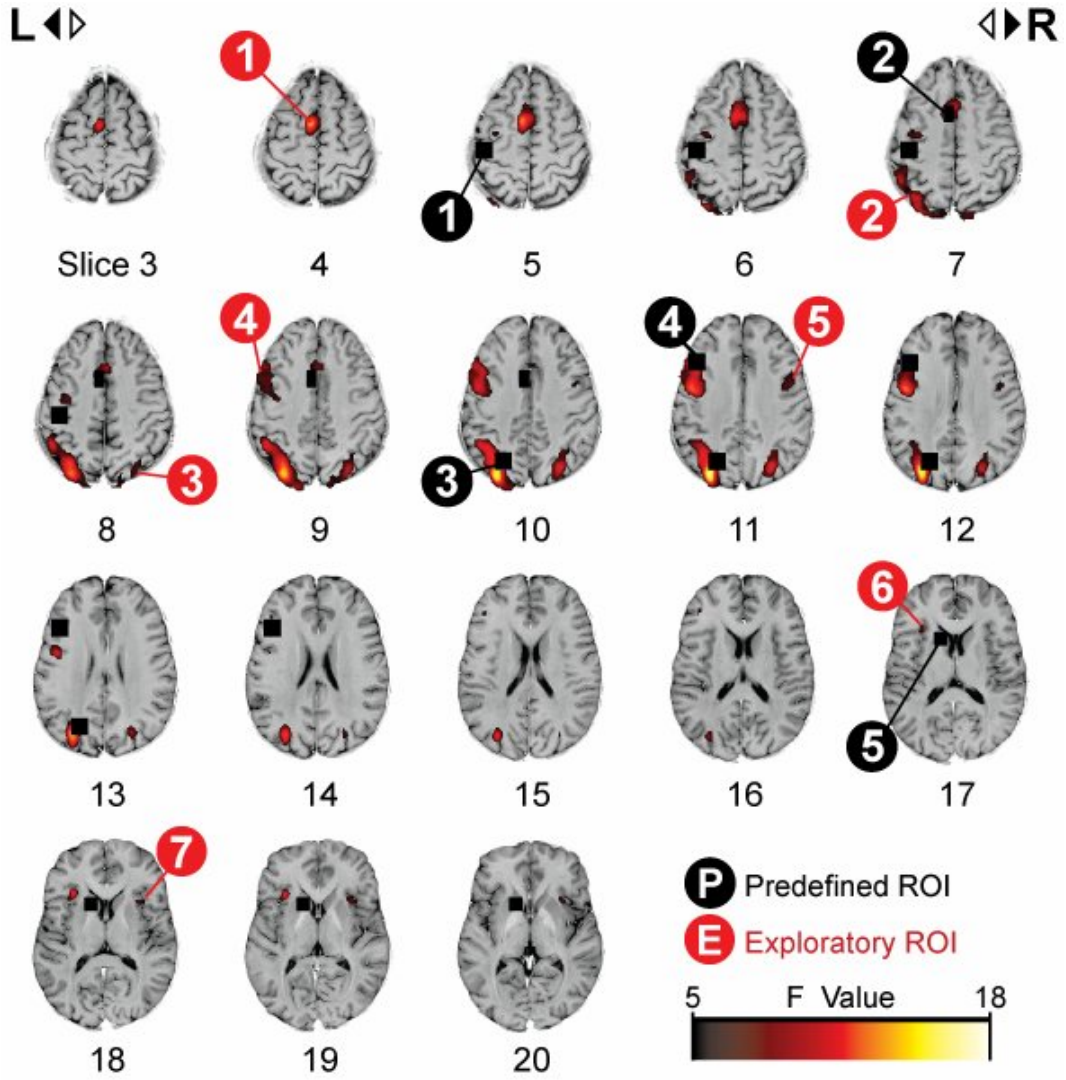 L R
1 2
1 2
Slice 3 4 5 6 7
4 4 5
3 3
8 9 10 11 12
6
5
13 14 15 16 17
7
P Predefined ROI
E Exploratory ROI
5 F Value 18
18 19 20